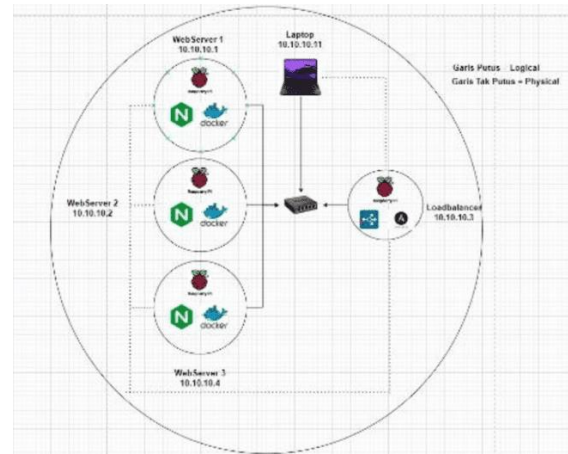 WebServer 1
10.10.10.1
Laptop
10.10.10.11
Garis Putus = Logical
Garis Tak Putus = Physical
docker
WebServer 2
10.10.10.2
docker
Loadbalancer
10.10.10.3
docker
WebServer 3
10.10.10.4